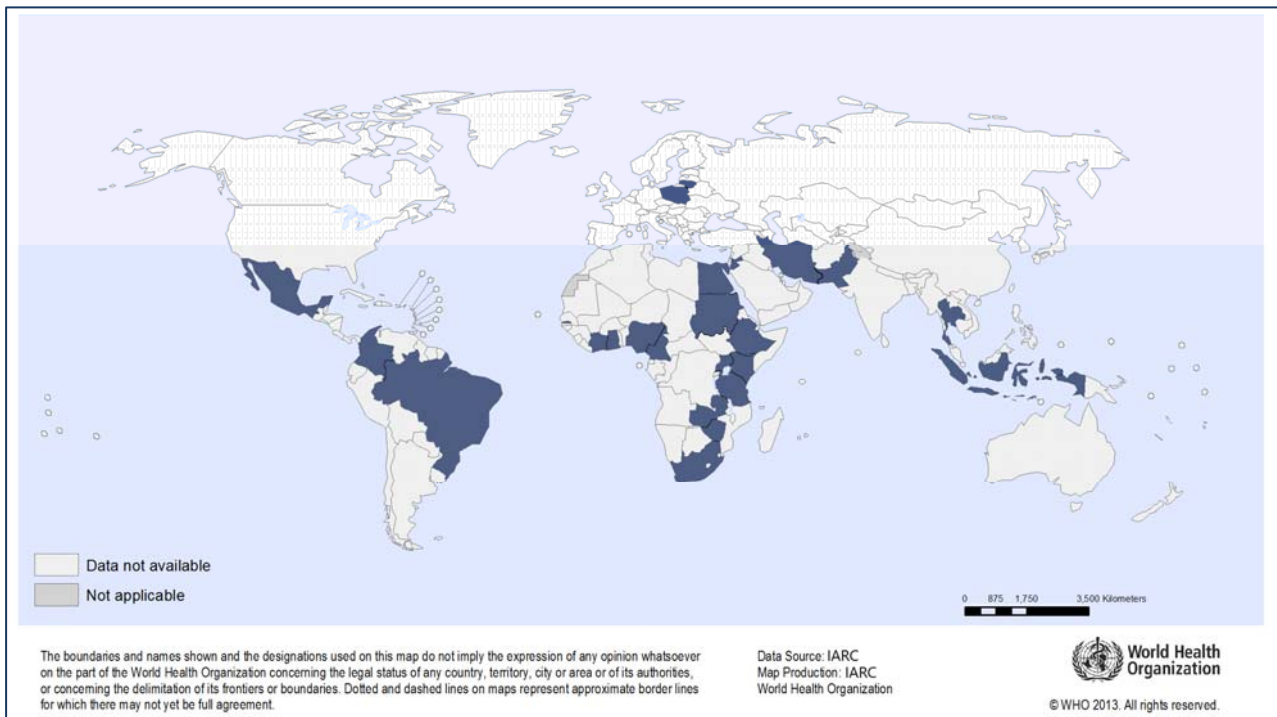 Data not available
Not applicable
0 875 1,750 3,500 Kilometers
The boundaries and names shown and the designations used on this map do not imply the expression of any opinion whatsoever
on the part of the World Health Organization concerning the legal status of any country, territory, city or area or of its authorities,
or concerning the delimitation of its frontiers or boundaries. Dotted and dashed lines on maps represent approximate border lines
for which there may not yet be full agreement.
Data Source: IARC
Map Production: IARC
World Health Organization
World Health
Organization
© WHO 2013. All rights reserved.